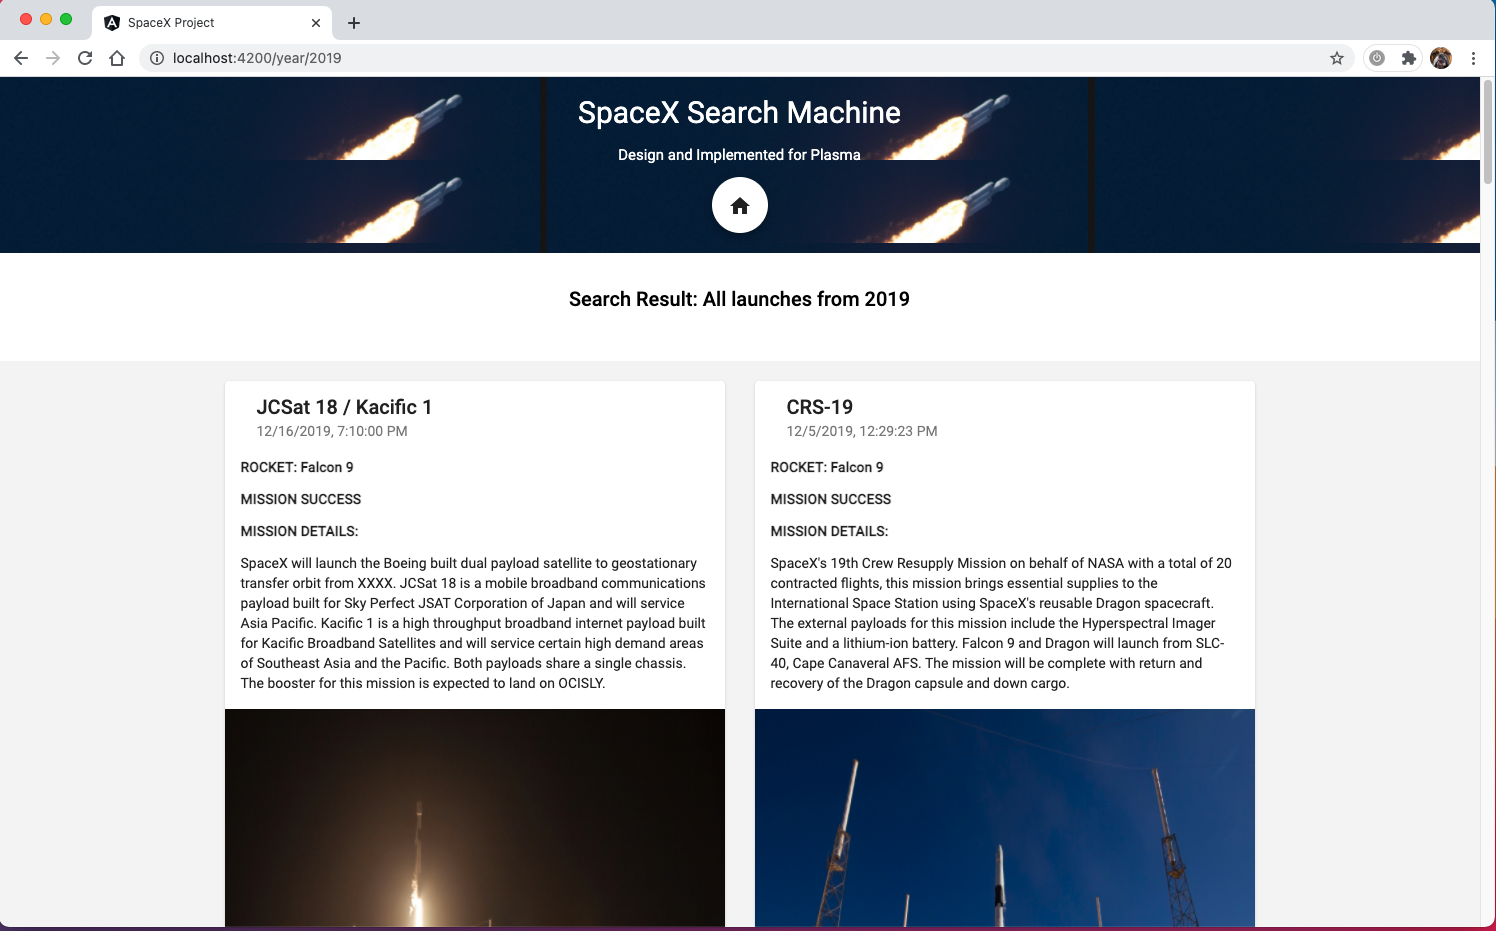 SpaceX Project
localhost:4200/year/2019
SpaceX Search Machine
Design and Implemented for Plasma
Search Result: All launches from 2019
JCSat 18 / Kacific 1
12/16/2019, 7:10:00 PM
ROCKET: Falcon 9
MISSION SUCCESS
MISSION DETAILS:
SpaceX will launch the Boeing built dual payload satellite to geostationary
transfer orbit from XXXX. JCSat 18 is a mobile broadband communications
payload built for Sky Perfect JSAT Corporation of Japan and will service
Asia Pacific. Kacific 1 is a high throughput broadband internet payload built
for Kacific Broadband Satellites and will service certain high demand areas
of Southeast Asia and the Pacific. Both payloads share a single chassis.
The booster for this mission is expected to land on OCISLY.
CRS-19
12/5/2019, 12:29:23 PM
ROCKET: Falcon 9
MISSION SUCCESS
MISSION DETAILS:
SpaceX's 19th Crew Resupply Mission on behalf of NASA with a total of 20
contracted flights, this mission brings essential supplies to the
International Space Station using SpaceX's reusable Dragon spacecraft.
The external payloads for this mission include the Hyperspectral Imager
Suite and a lithium-ion battery. Falcon 9 and Dragon will launch from SLC-
40, Cape Canaveral AFS. The mission will be complete with return and
recovery of the Dragon capsule and down cargo.